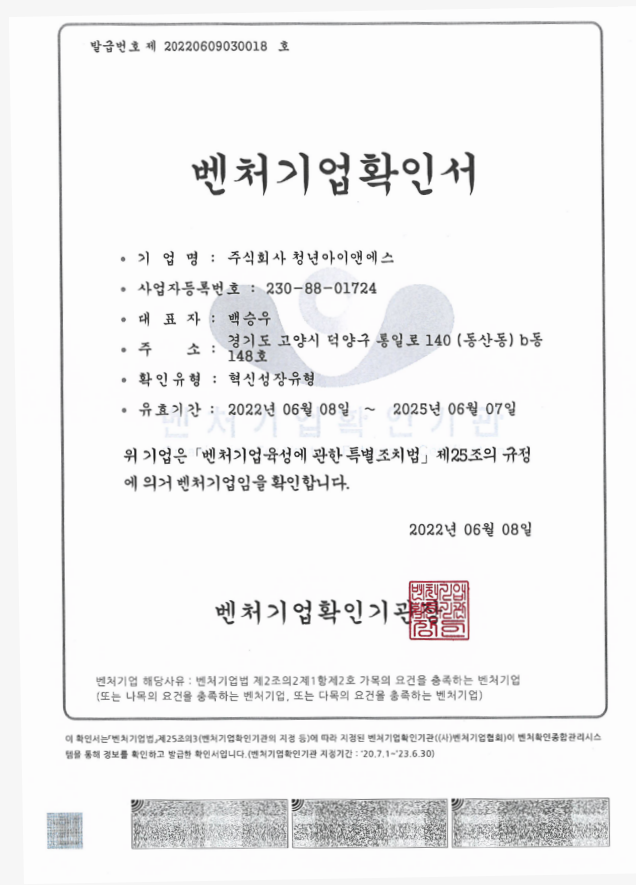 발급번호 제 20220609030018 호
벤처기업확인서
• 기 업 명 : 주식회사 청년아이앤에스
• 사업자등록번호 : 230-88-01724
• 대 표 자 : 백승우
• 주 소 : 경기도 고양시 덕양구 통일로 140 (동산동) b동
148호
• 확인유형 : 혁신성장유형
• 유효기간 : 2022년 06월 08일 ~ 2025년 06월 07일
벤처기업확인기관
위 기업은「벤처기업육성에 관한 특별조치법」제25조의 규정
에 의거 벤처기업임을 확인합니다.
2022년 06월 08일
벤처기업확인기관장
벤처기업 해당사유 : 벤처기업법 제2조의2제1항제2호 가목의 요건을 충족하는 벤처기업
(또는 나목의 요건을 충족하는 벤처기업, 또는 다목의 요건을 충족하는 벤처기업)
이 확인서는「벤처기업법」제25조의3(벤처기업확인기관의 지정 등)에 따라 지정된 벤처기업확인기관((사)벤처기업협회)이 벤처확인종합관리시스
템을 통해 정보를 확인하고 발급한 확인서입니다.(벤처기업확인기관 지정기간 : '20.7.1~'23.6.30)